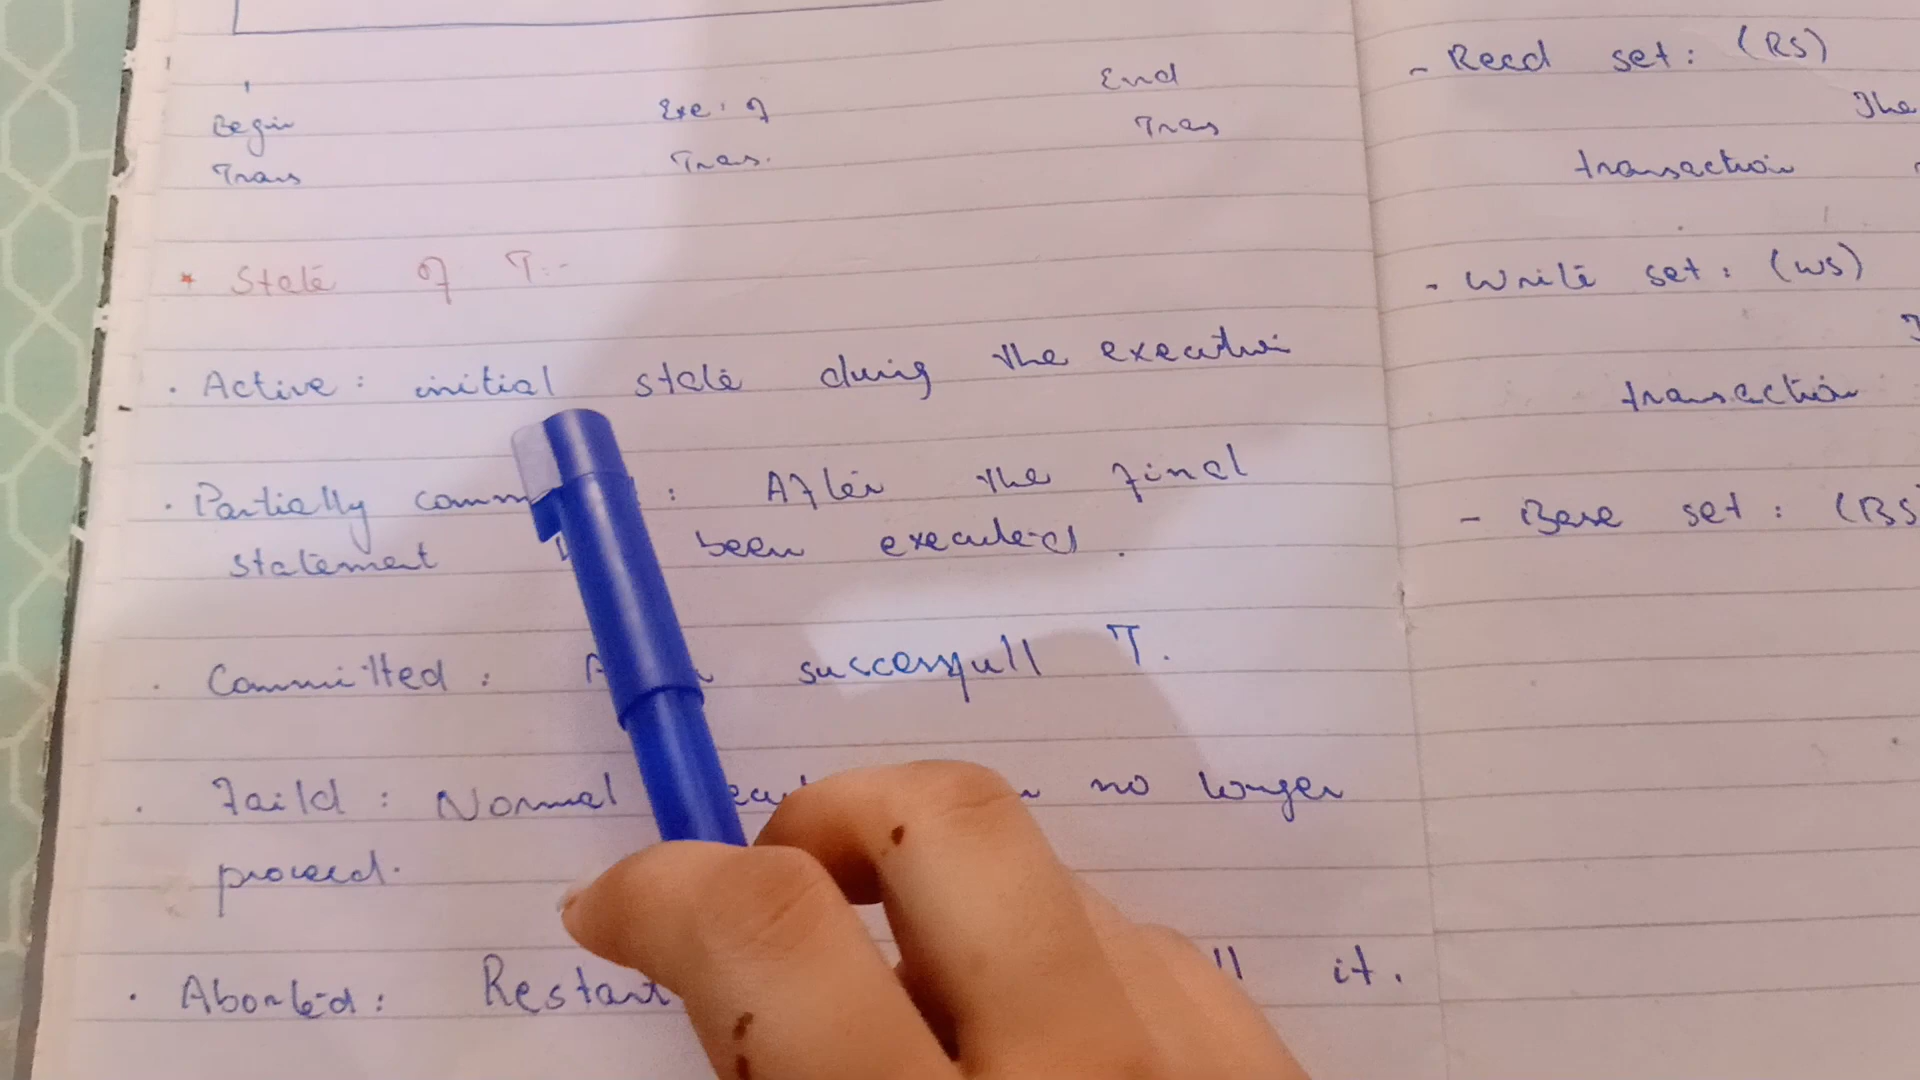 Begin
Trans
Exe: of
Trans.
End
Trans
* State of T:-
. Active: initial state during the execution
. Partially comm : After the final
statement been executed.
. Committed: successfull T.
. Faild: Normal no longer
proceed.
. Aborted: Restart it.
- Read set: (RS)
The
transaction
- Write set: (WS)
transaction
- Base set: (BS)